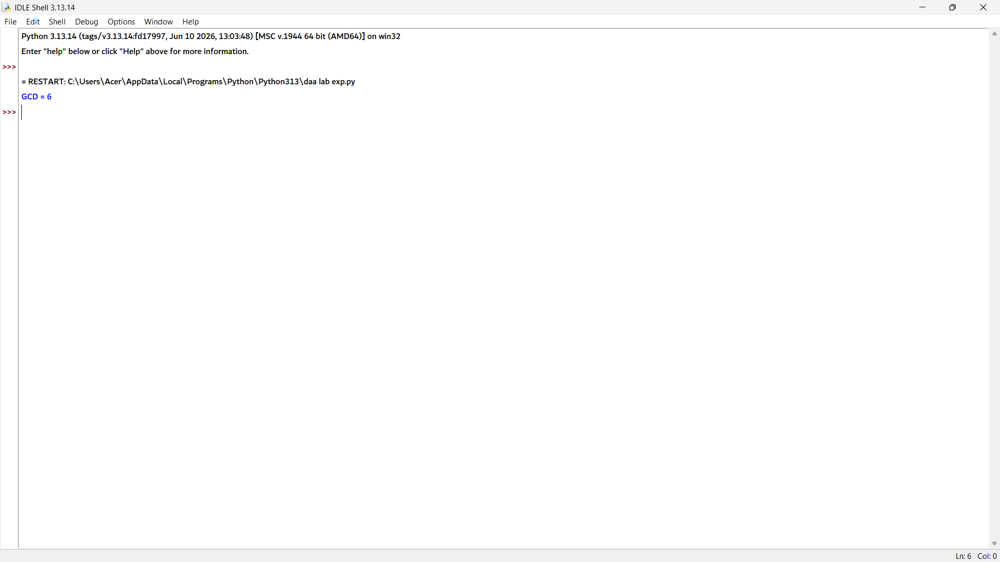 IDLE Shell 3.13.14
File Edit Shell Debug Options Window Help
Python 3.13.14 (tags/v3.13.14:fd17997, Jun 10 2026, 13:03:48) [MSC v.1944 64 bit (AMD64)] on win32
Enter "help" below or click "Help" above for more information.
>>>
= RESTART: C:\Users\Acer\AppData\Local\Programs\Python\Python313\daa lab exp.py
GCD = 6
>>>
Ln: 6 Col: 0